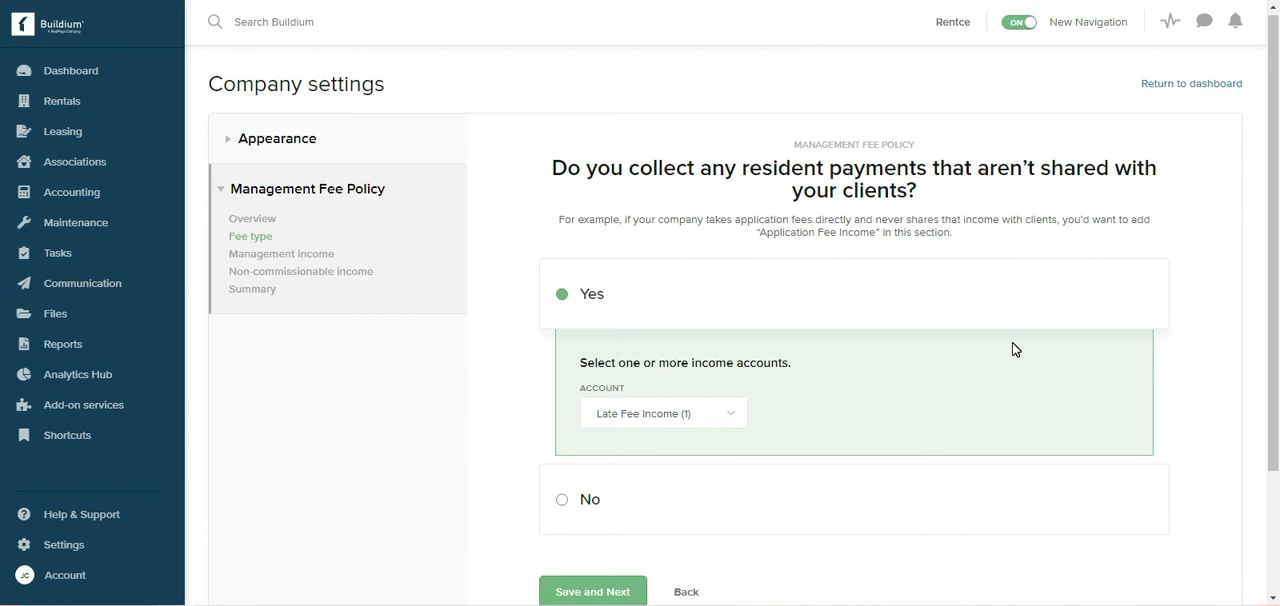 Buildium
Search Buildium
Rentce
ON
New Navigation
Dashboard
Rentals
Leasing
Associations
Accounting
Maintenance
Tasks
Communication
Files
Reports
Analytics Hub
Add-on services
Shortcuts
Help & Support
Settings
JC
Account
Company settings
Return to dashboard
Appearance
Management Fee Policy
Overview
Fee type
Management income
Non-commissionable income
Summary
MANAGEMENT FEE POLICY
Do you collect any resident payments that aren't shared with
your clients?
For example, if your company takes application fees directly and never shares that income with clients, you'd want to add
“Application Fee Income” in this section.
Yes
Select one or more income accounts.
ACCOUNT
Late Fee Income (1)
No
Save and Next
Back